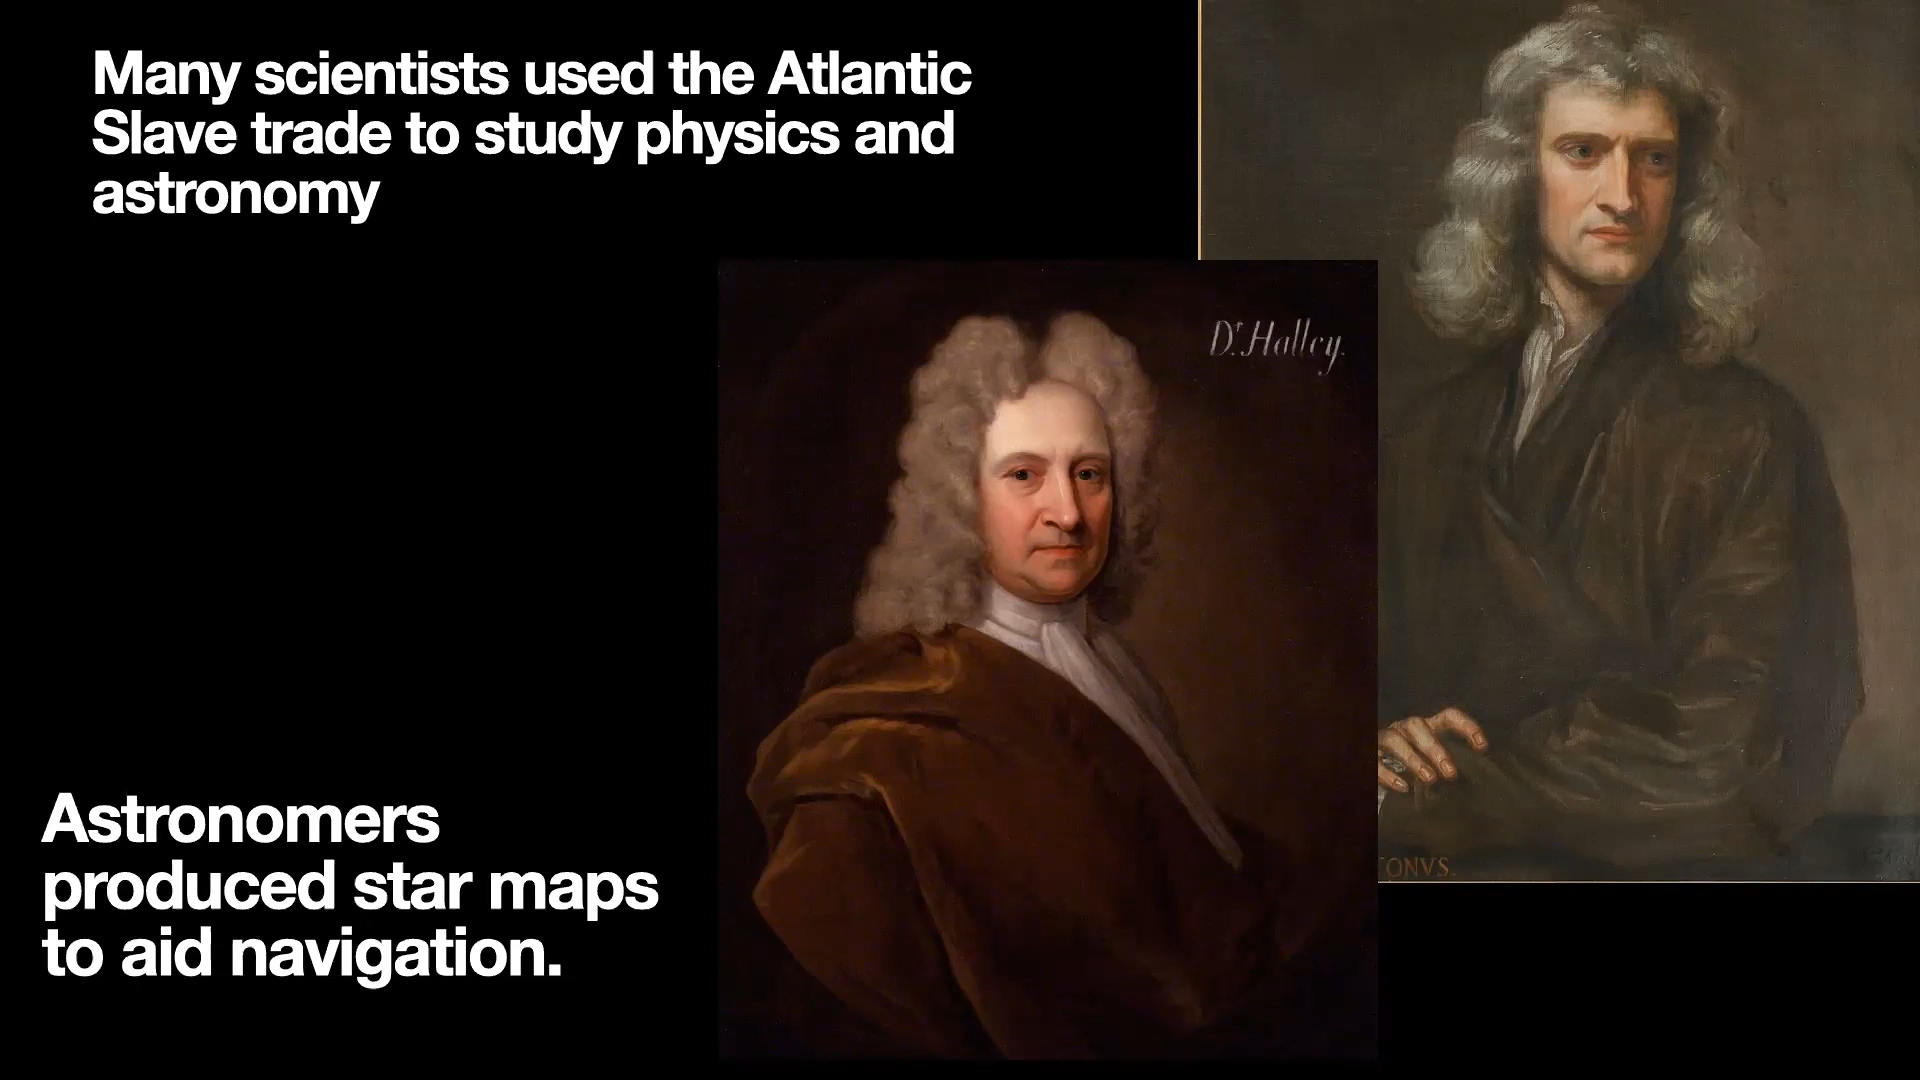 Many scientists used the Atlantic
Slave trade to study physics and
astronomy
Dr. Halley.
Astronomers
produced star maps
to aid navigation.
TONVS.